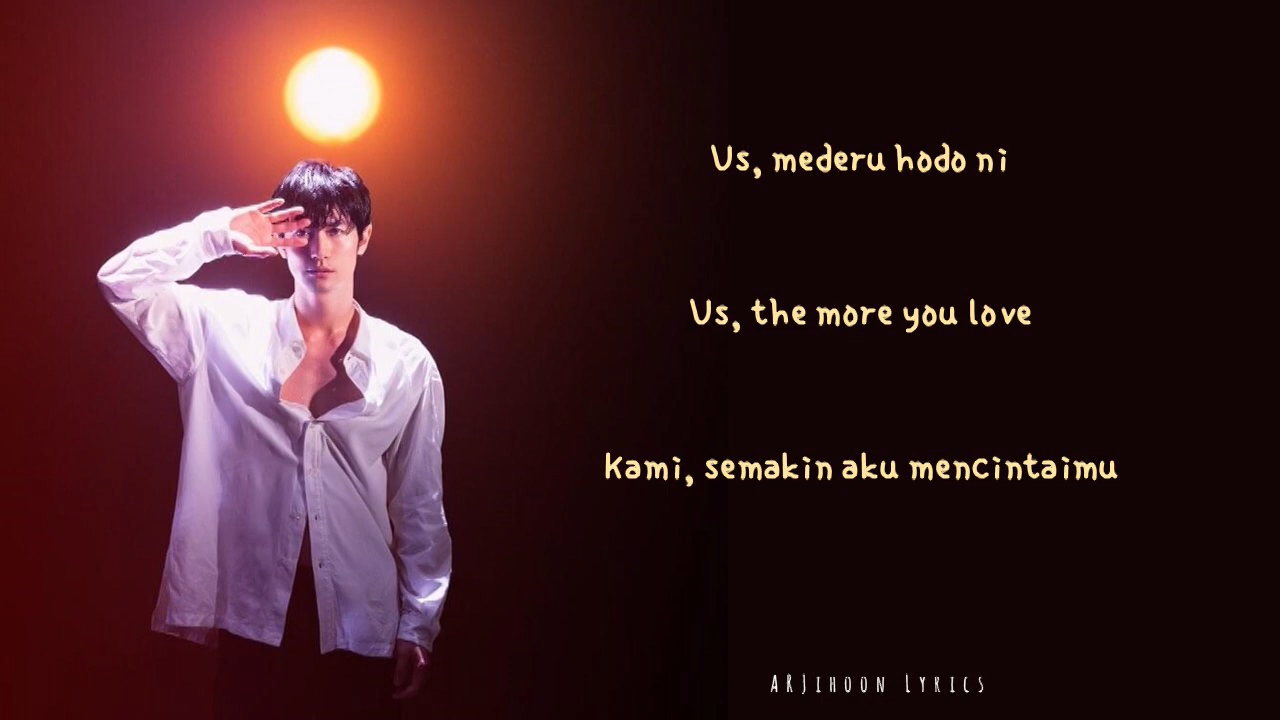 Us, mederu hodo ni
Us, the more you love
Kami, semakin aku mencintaimu
ARJihoon Lyrics